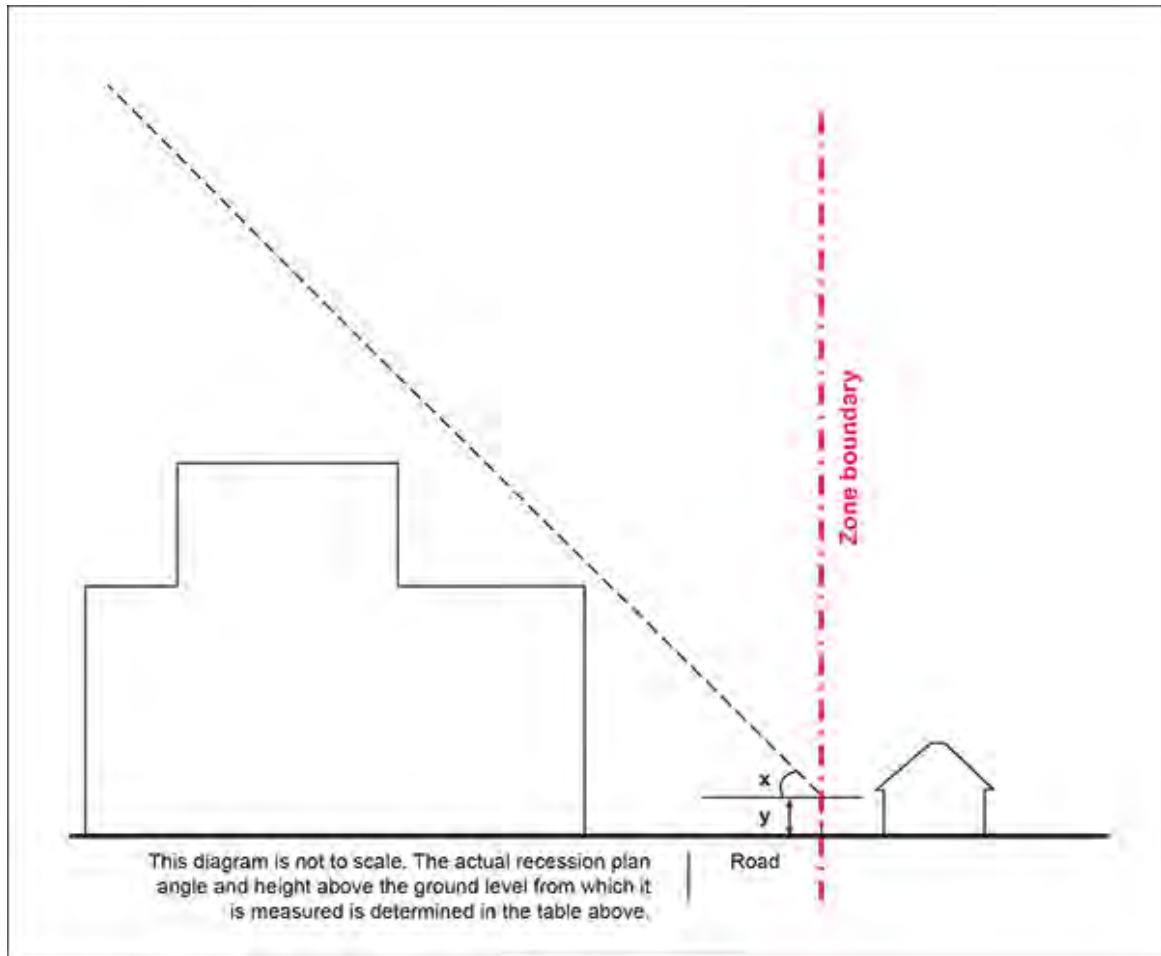 Zone boundary
x
y
This diagram is not to scale. The actual recession plan
angle and height above the ground level from which it
is measured is determined in the table above.
Road